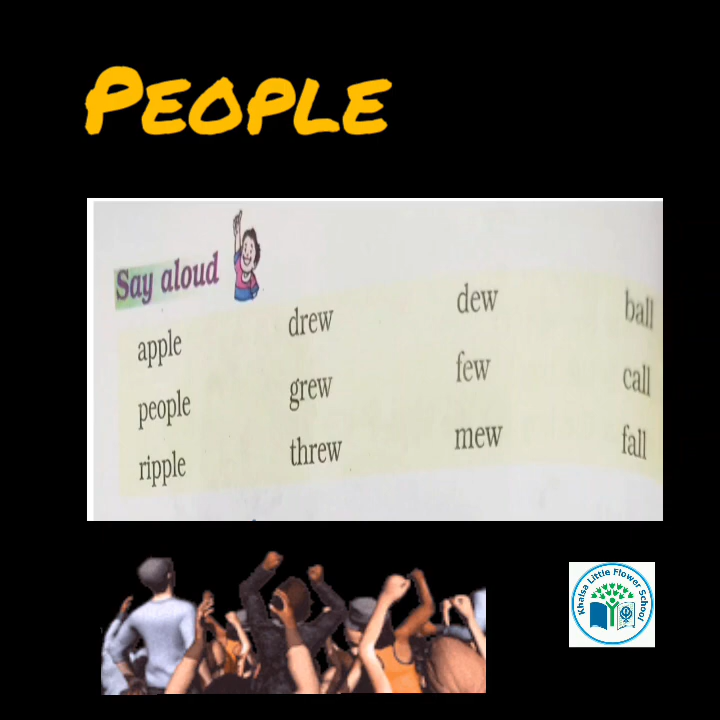 PEOPLE
Say aloud
apple drew dew ball
people grew few call
ripple threw mew fall
Khalsa Little Flower School